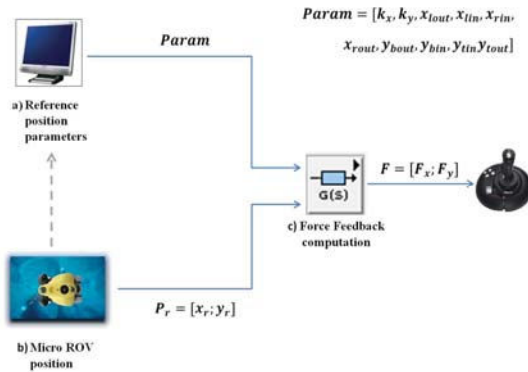 Param = [k_x, k_y, x_lout, x_lin, x_rin,
x_rout, y_bout, y_bin, y_tin y_tout]
Param
a) Reference
position
parameters
G(S)
F = [F_x; F_y]
c) Force Feedback
computation
P_r = [x_r; y_r]
b) Micro ROV
position